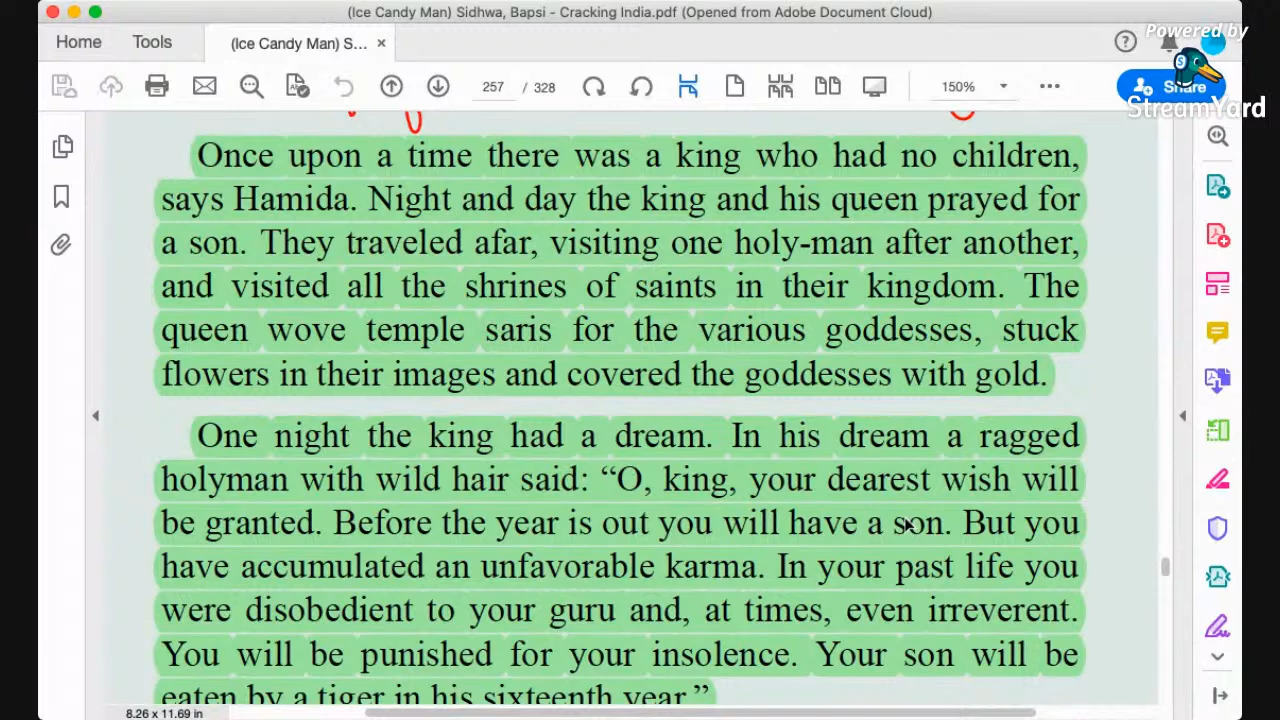 (Ice Candy Man) Sidhwa, Bapsi - Cracking India.pdf (Opened from Adobe Document Cloud)
Home Tools (Ice Candy Man) S... ×
Powered by
257 / 328 150% Share
StreamYard
Once upon a time there was a king who had no children,
says Hamida. Night and day the king and his queen prayed for
a son. They traveled afar, visiting one holy-man after another,
and visited all the shrines of saints in their kingdom. The
queen wove temple saris for the various goddesses, stuck
flowers in their images and covered the goddesses with gold.
One night the king had a dream. In his dream a ragged
holyman with wild hair said: “O, king, your dearest wish will
be granted. Before the year is out you will have a son. But you
have accumulated an unfavorable karma. In your past life you
were disobedient to your guru and, at times, even irreverent.
You will be punished for your insolence. Your son will be
eaten by a tiger in his sixteenth year.”
8.26 x 11.69 in